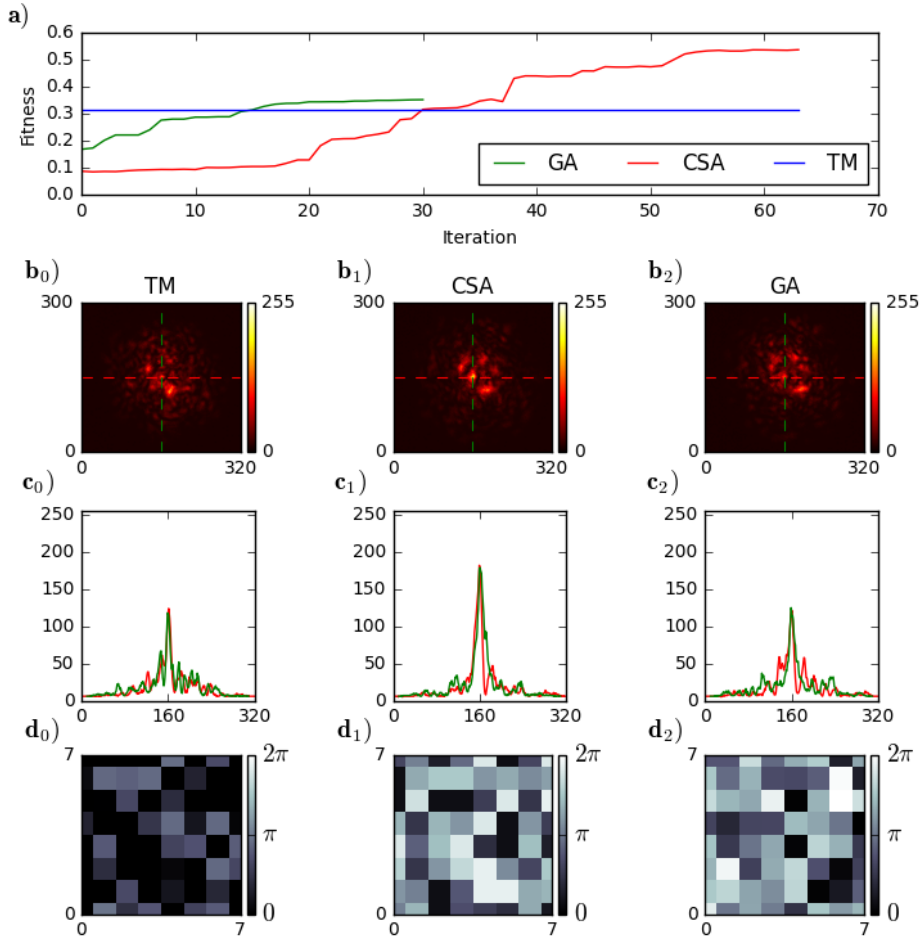 a)
0.6
0.5
0.4
0.3
0.2
0.1
0.0
Fitness
GA CSA TM
0 10 20 30 40 50 60 70
Iteration
b0) b1) b2)
TM CSA GA
300 255 300 255 300 255
0 0 0 0 0 0
0 320 0 320 0 320
c0) c1) c2)
250 250 250
200 200 200
150 150 150
100 100 100
50 50 50
0 0 0
0 160 320 0 160 320 0 160 320
d0) d1) d2)
7 2π 7 2π 7 2π
π π π
0 0 0 0 0 0
0 7 0 7 0 7